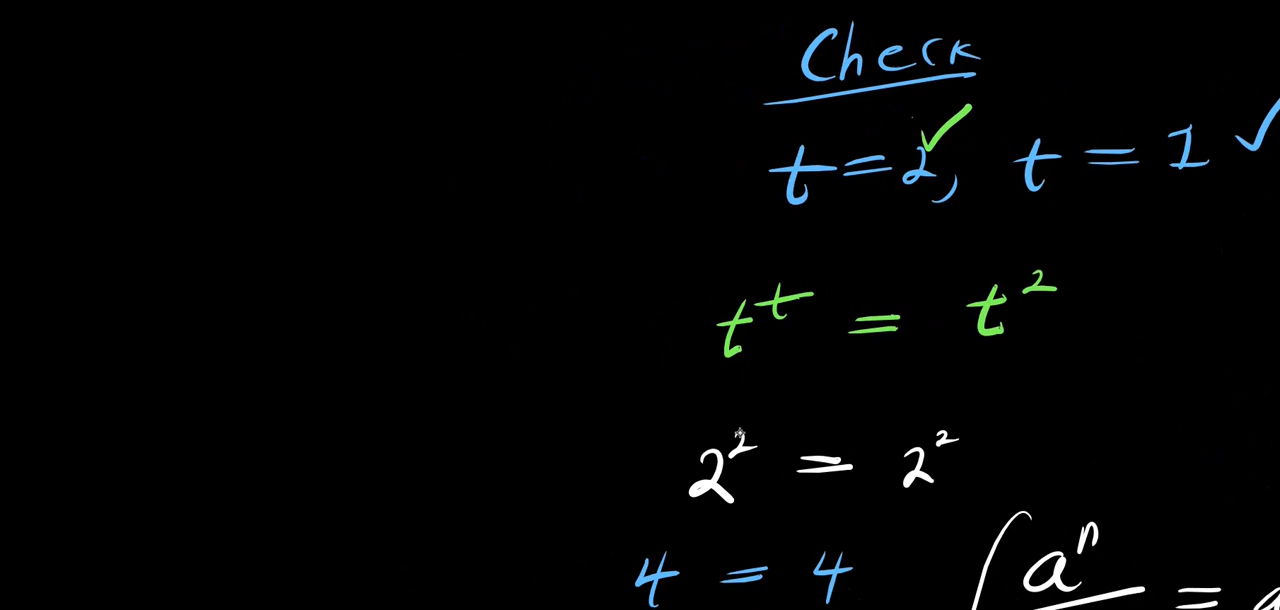 Check
t = 2 ✓, t = 1 ✓
t^t = t^2
2^2 = 2^2
4 = 4
a^n =